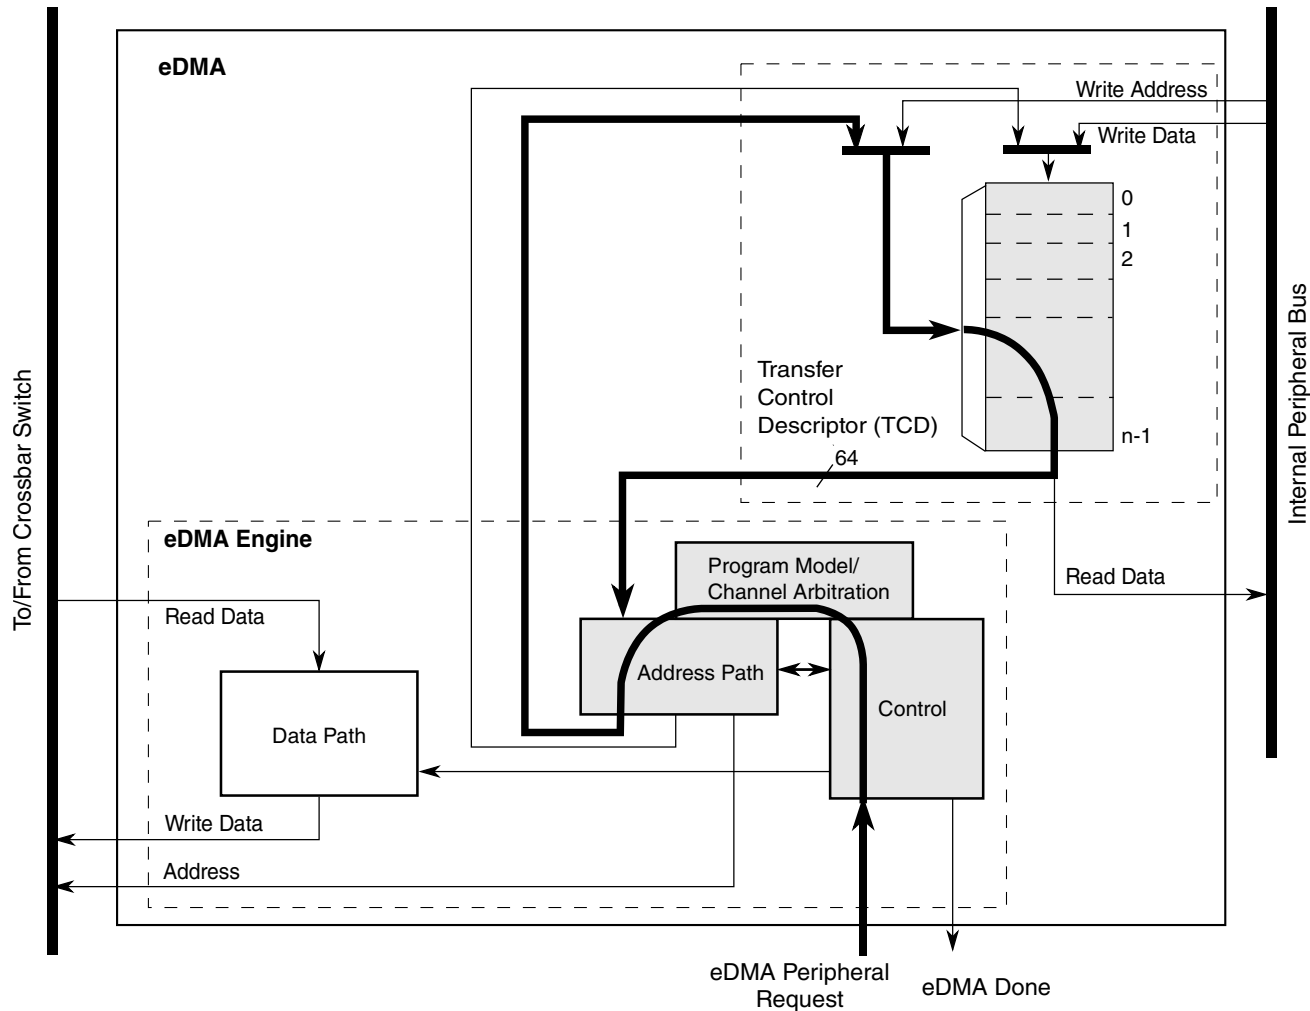 eDMA
Write Address
Write Data
0
1
2
n-1
Transfer
Control
Descriptor (TCD)
64
To/From Crossbar Switch
Internal Peripheral Bus
eDMA Engine
Program Model/
Channel Arbitration
Read Data
Read Data
Address Path
Control
Data Path
Write Data
Address
eDMA Peripheral
Request
eDMA Done